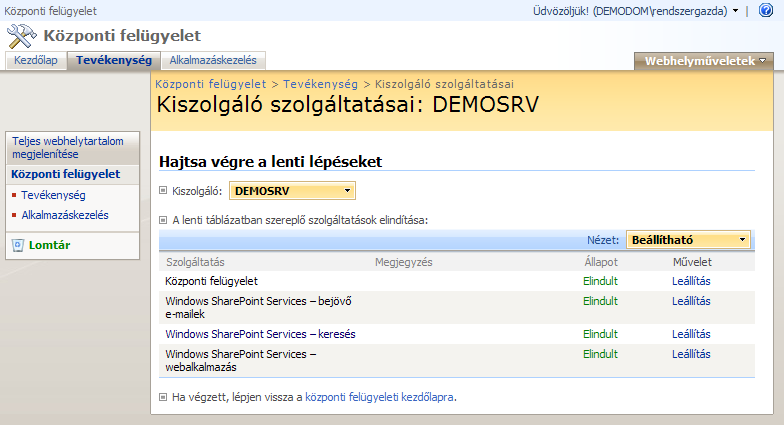 Központi felügyelet
Üdvözöljük! (DEMODOM\rendszergazda)
Központi felügyelet
Kezdőlap
Tevékenység
Alkalmazáskezelés
Webhelyműveletek
Központi felügyelet > Tevékenység > Kiszolgáló szolgáltatásai
Kiszolgáló szolgáltatásai: DEMOSRV
Teljes webhelytartalom
megjelenítése
Központi felügyelet
Tevékenység
Alkalmazáskezelés
Lomtár
Hajtsa végre a lenti lépéseket
Kiszolgáló: DEMOSRV
A lenti táblázatban szereplő szolgáltatások elindítása:
Nézet: Beállítható
Szolgáltatás Megjegyzés Állapot Művelet
Központi felügyelet Elindult Leállítás
Windows SharePoint Services – bejövő Elindult Leállítás
e-mailek
Windows SharePoint Services – keresés Elindult Leállítás
Windows SharePoint Services – Elindult Leállítás
webalkalmazás
Ha végzett, lépjen vissza a központi felügyeleti kezdőlapra.